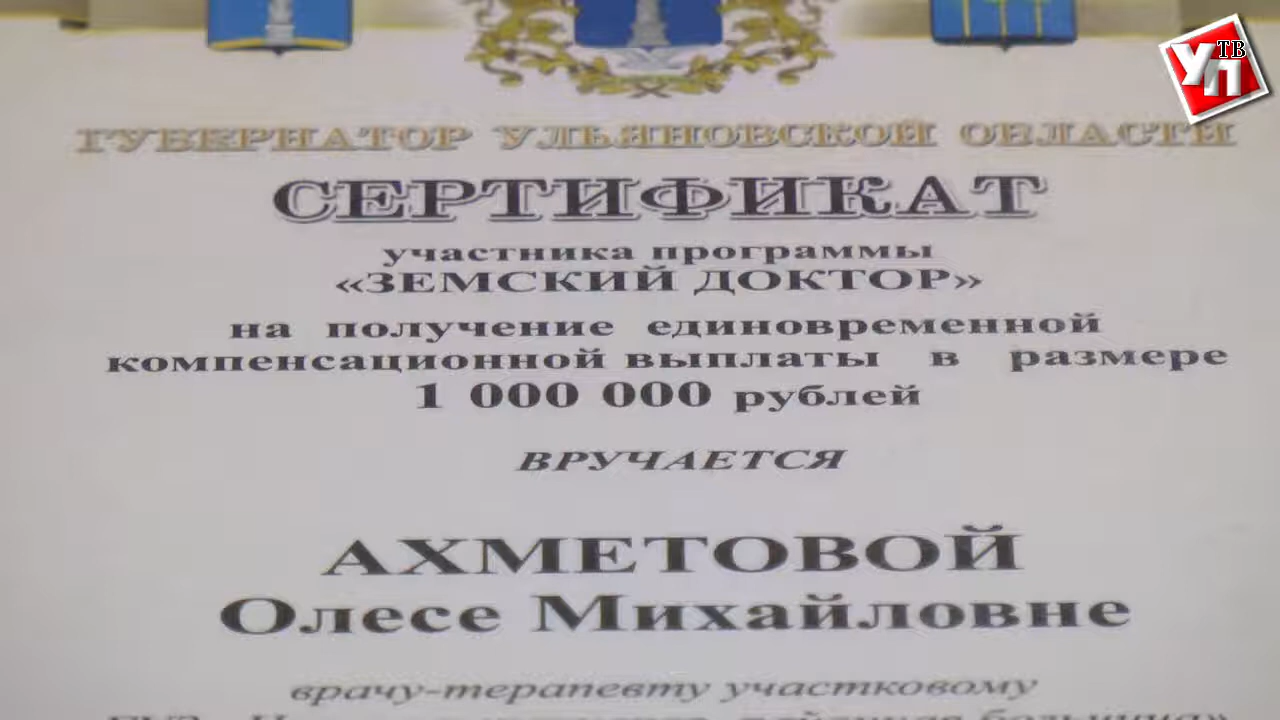 УП ТВ
ГУБЕРНАТОР УЛЬЯНОВСКОЙ ОБЛАСТИ
СЕРТИФИКАТ
участника программы
«ЗЕМСКИЙ ДОКТОР»
на получение единовременной
компенсационной выплаты в размере
1 000 000 рублей
ВРУЧАЕТСЯ
АХМЕТОВОЙ
Олесе Михайловне
врачу-терапевту участковому